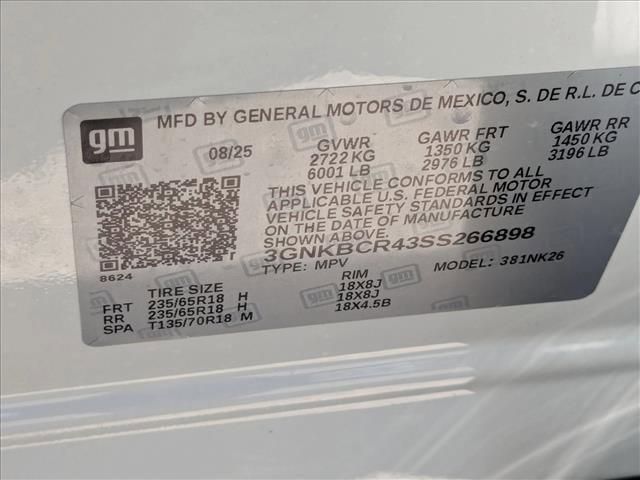 gm
MFD BY GENERAL MOTORS DE MEXICO, S. DE R.L. DE C
08/25 GVWR GAWR FRT GAWR RR
2722 KG 1350 KG 1450 KG
6001 LB 2976 LB 3196 LB
THIS VEHICLE CONFORMS TO ALL
APPLICABLE U.S. FEDERAL MOTOR
VEHICLE SAFETY STANDARDS IN EFFECT
ON THE DATE OF MANUFACTURE
SHOWN ABOVE.
3GNKBCR43SS266898
8624 TYPE: MPV MODEL: 381NK26
TIRE SIZE RIM
FRT 235/65R18 H 18X8J
RR 235/65R18 H 18X8J
SPA T135/70R18 M 18X4.5B